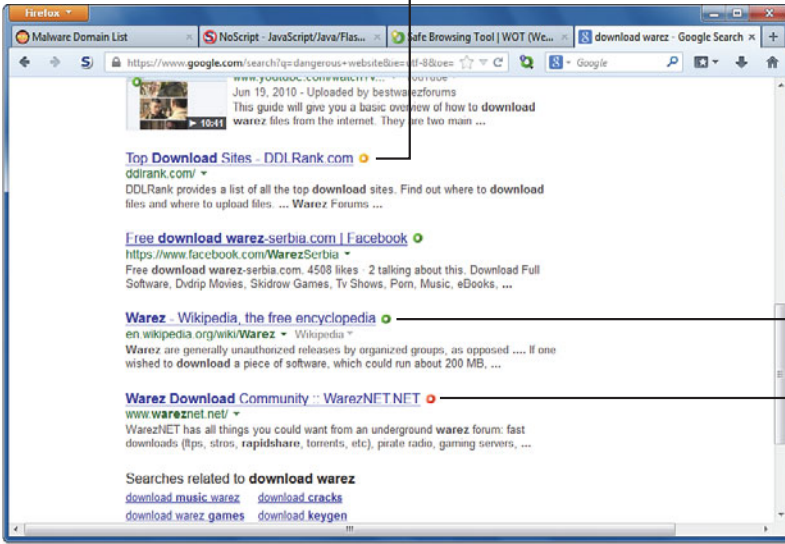 Firefox
Malware Domain List
NoScript - JavaScript/Java/Flas...
Safe Browsing Tool | WOT (We...
download warez - Google Search
https://www.google.com/search?q=dangerous+website&ie=utf-8&oe=
Google
www.youtube.com/watch?v... YouTube
Jun 19, 2010 - Uploaded by bestwarezforums
This guide will give you a basic overview of how to download
10:41 warez files from the internet. They are two main ...
Top Download Sites - DDLRank.com
ddlrank.com/
DDLRank provides a list of all the top download sites. Find out where to download
files and where to upload files. ... Warez Forums ...
Free download warez-serbia.com | Facebook
https://www.facebook.com/WarezSerbia
Free download warez-serbia.com. 4508 likes · 2 talking about this. Download Full
Software, Dvdrip Movies, Skidrow Games, Tv Shows, Porn, Music, eBooks, ...
Warez - Wikipedia, the free encyclopedia
en.wikipedia.org/wiki/Warez Wikipedia
Warez are generally unauthorized releases by organized groups, as opposed .... If one
wished to download a piece of software, which could run about 200 MB, ...
Warez Download Community :: WarezNET.NET
www.wareznet.net/
WarezNET has all things you could want from an underground warez forum: fast
downloads (ftps, stros, rapidshare, torrents, etc), pirate radio, gaming servers, ...
Searches related to download warez
download music warez download cracks
download warez games download keygen